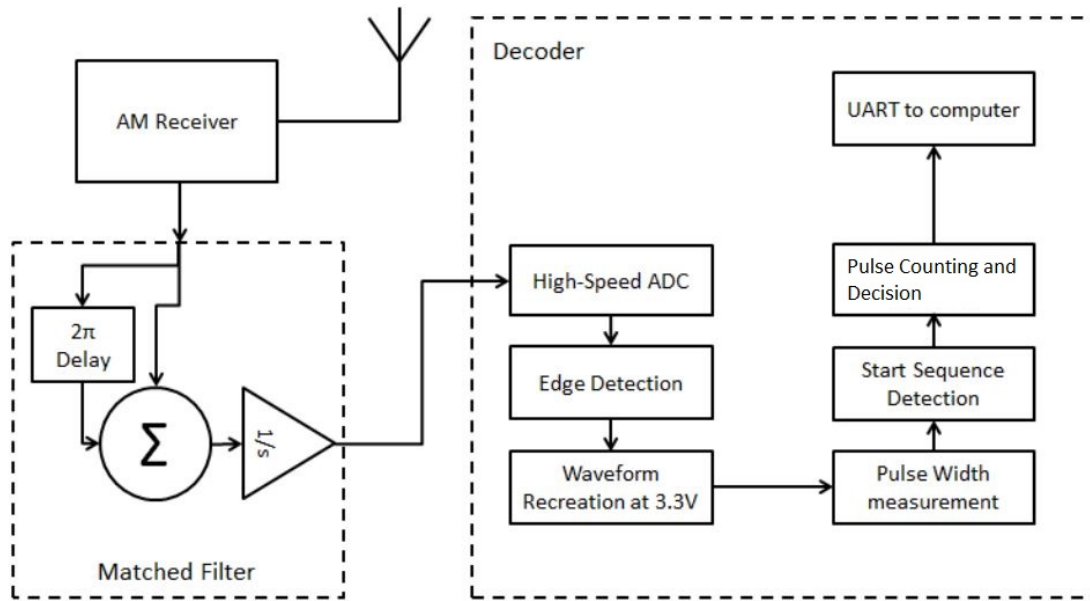 AM Receiver
2π
Delay
Σ
1/s
Matched Filter
Decoder
High-Speed ADC
Edge Detection
Waveform
Recreation at 3.3V
Pulse Width
measurement
Start Sequence
Detection
Pulse Counting and
Decision
UART to computer